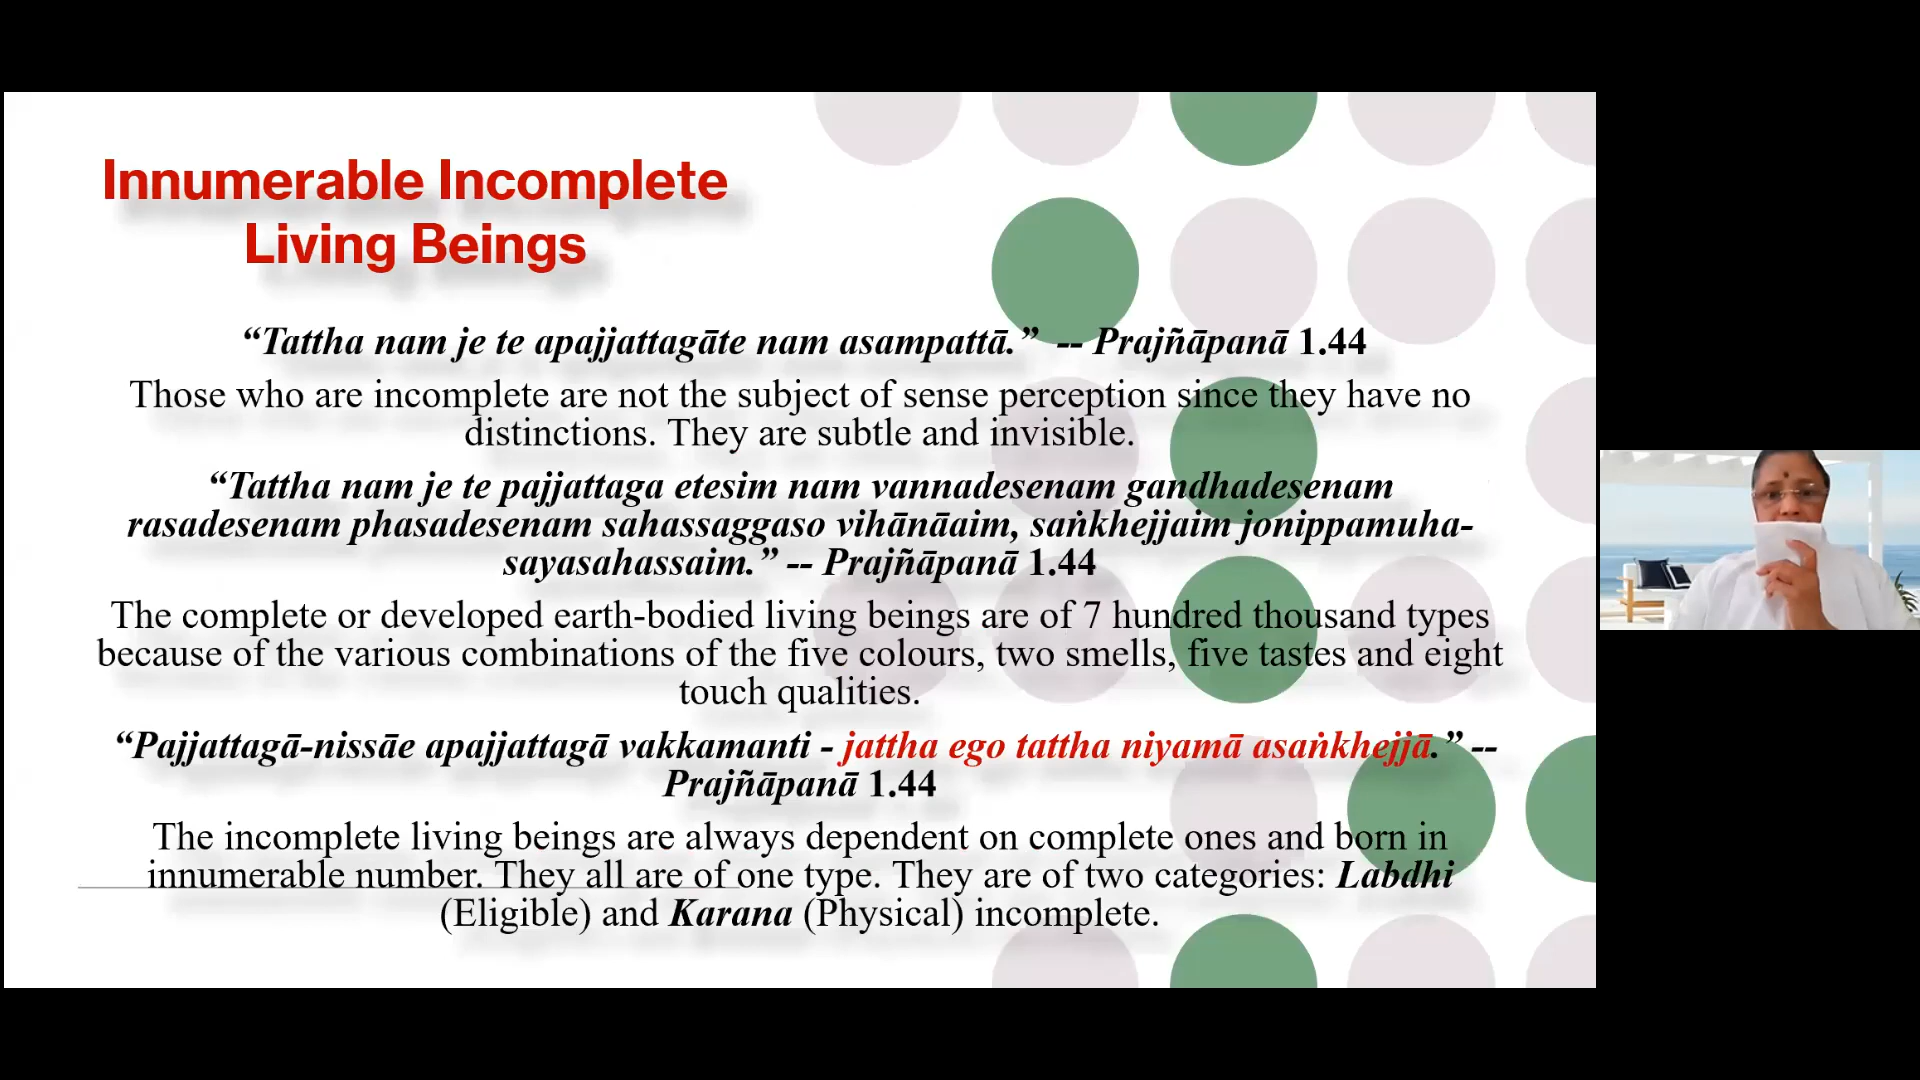 Innumerable Incomplete
Living Beings
“Tattha nam je te apajjattagāte nam asampattā.” -- Prajñāpanā 1.44
Those who are incomplete are not the subject of sense perception since they have no
distinctions. They are subtle and invisible.
“Tattha nam je te pajjattaga etesim nam vannadesenam gandhadesenam
rasadesenam phasadesenam sahassaggaso vihānāaim, saṅkhejjaim jonippamuha-
sayasahassaim.” -- Prajñāpanā 1.44
The complete or developed earth-bodied living beings are of 7 hundred thousand types
because of the various combinations of the five colours, two smells, five tastes and eight
touch qualities.
“Pajjattagā-nissāe apajjattagā vakkamanti - jattha ego tattha niyamā asaṅkhejjā.” --
Prajñāpanā 1.44
The incomplete living beings are always dependent on complete ones and born in
innumerable number. They all are of one type. They are of two categories: Labdhi
(Eligible) and Karana (Physical) incomplete.